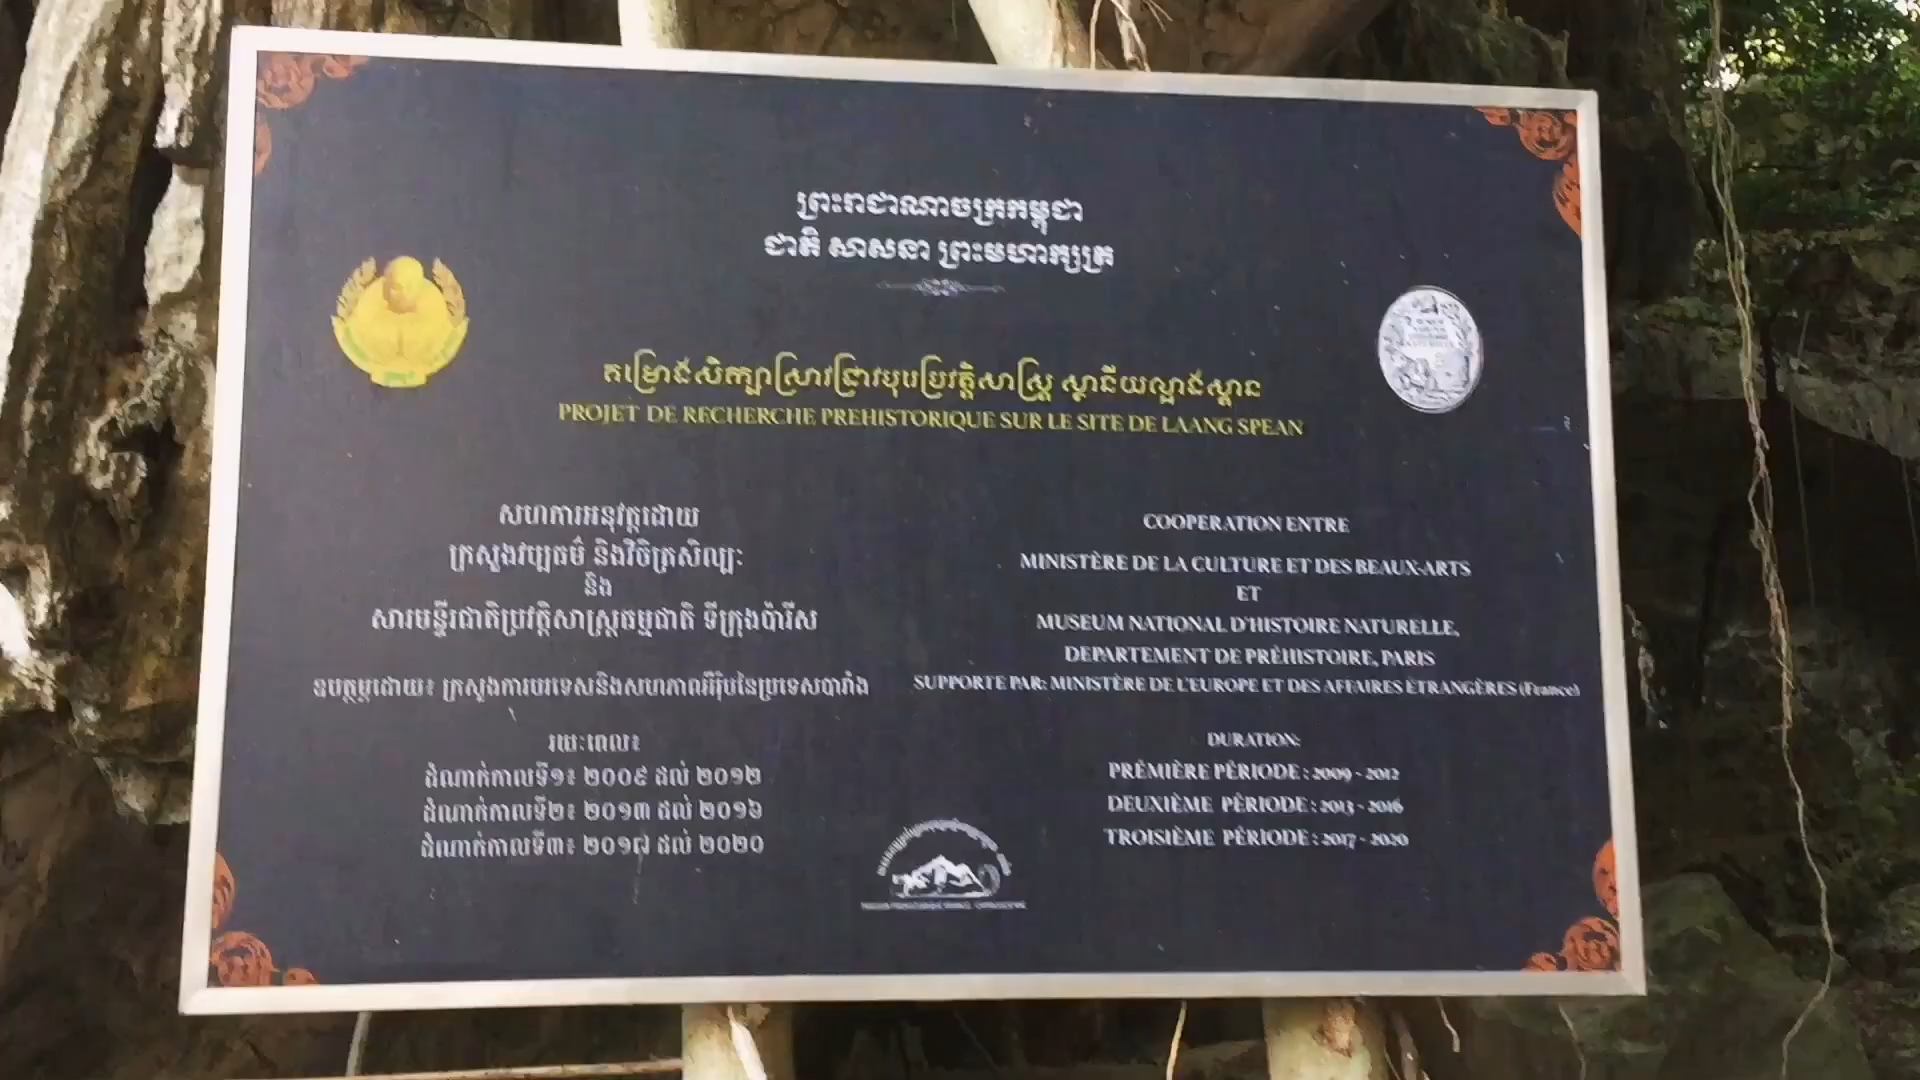 ព្រះរាជាណាចក្រកម្ពុជា
ជាតិ សាសនា ព្រះមហាក្សត្រ
គម្រោងសិក្សាស្រាវជ្រាវបុរេប្រវត្តិសាស្ត្រ ស្ថានីយល្អាងស្ពាន
PROJET DE RECHERCHE PREHISTORIQUE SUR LE SITE DE LAANG SPEAN
សហការអនុវត្តដោយ
ក្រសួងវប្បធម៌ និងវិចិត្រសិល្បៈ
និង
សារមន្ទីរជាតិប្រវត្តិសាស្ត្រធម្មជាតិ ទីក្រុងប៉ារីស
ឧបត្ថម្ភដោយ៖ ក្រសួងការបរទេសនិងសហភាពអឺរ៉ុបនៃប្រទេសបារាំង
រយៈពេល៖
ដំណាក់កាលទី១៖ ២០០៩ ដល់ ២០១២
ដំណាក់កាលទី២៖ ២០១៣ ដល់ ២០១៦
ដំណាក់កាលទី៣៖ ២០១៧ ដល់ ២០២០
COOPERATION ENTRE
MINISTÈRE DE LA CULTURE ET DES BEAUX-ARTS
ET
MUSEUM NATIONAL D'HISTOIRE NATURELLE,
DEPARTEMENT DE PRÉHISTOIRE, PARIS
SUPPORTE PAR: MINISTÈRE DE L'EUROPE ET DES AFFAIRES ÉTRANGÈRES (France)
DURATION:
PRÉMIÈRE PÉRIODE : 2009 - 2012
DEUXIÈME PÉRIODE : 2013 - 2016
TROISIÈME PÉRIODE : 2017 - 2020